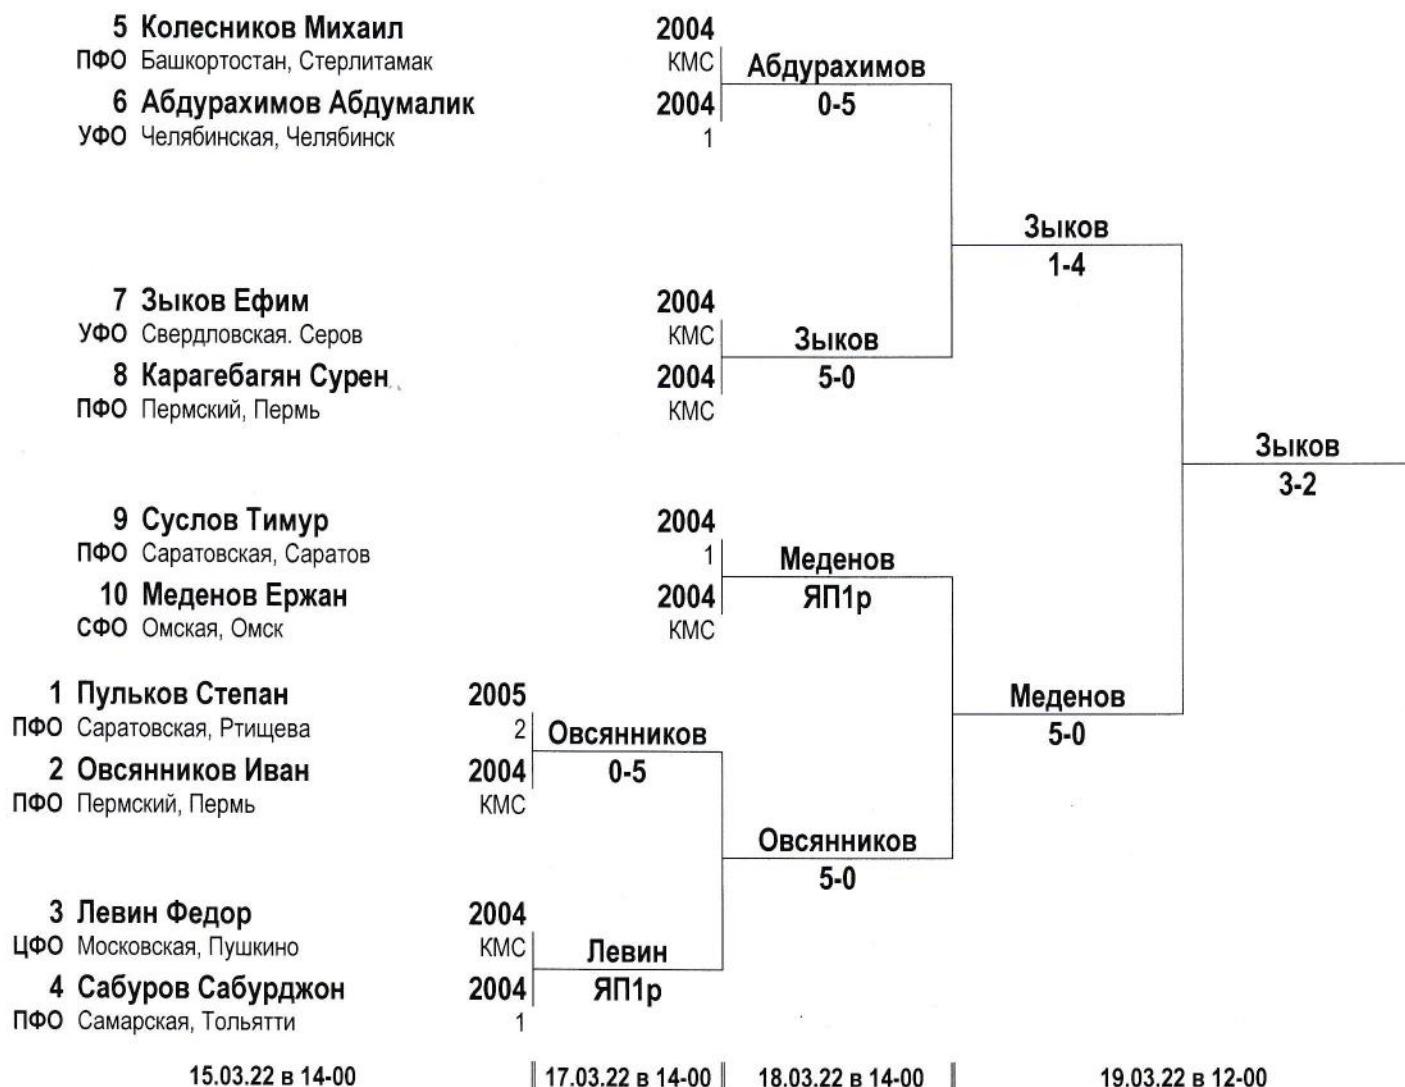 5 Колесников Михаил 2004
ПФО Башкортостан, Стерлитамак КМС
Абдурахимов
6 Абдурахимов Абдумалик 2004
0-5
УФО Челябинская, Челябинск 1
Зыков
1-4
7 Зыков Ефим 2004
УФО Свердловская. Серов КМС
Зыков
8 Карагебагян Сурен 2004
5-0
ПФО Пермский, Пермь КМС
Зыков
3-2
9 Суслов Тимур 2004
ПФО Саратовская, Саратов 1
Меденов
10 Меденов Ержан 2004
ЯП1р
СФО Омская, Омск КМС
1 Пульков Степан 2005
Меденов
5-0
ПФО Саратовская, Ртищева 2
Овсянников
2 Овсянников Иван 2004
0-5
ПФО Пермский, Пермь КМС
Овсянников
5-0
3 Левин Федор 2004
ЦФО Московская, Пушкино КМС
Левин
4 Сабуров Сабурджон 2004
ЯП1р
ПФО Самарская, Тольятти 1
15.03.22 в 14-00 17.03.22 в 14-00 18.03.22 в 14-00 19.03.22 в 12-00